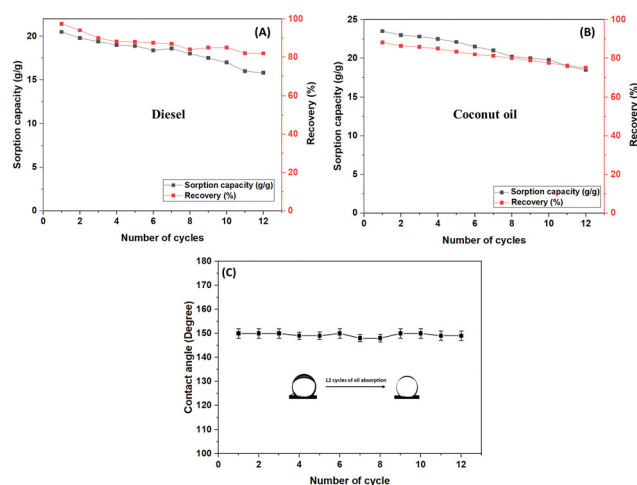 (A)
20
15
10
5
0
Sorption capacity (g/g)
100
80
60
40
20
0
Recovery (%)
Diesel
Sorption capacity (g/g)
Recovery (%)
0 2 4 6 8 10 12
Number of cycles
(B)
25
20
15
10
5
0
Sorption capacity (g/g)
100
80
60
40
20
0
Recovery (%)
Coconut oil
Sorption capacity (g/g)
Recovery (%)
0 2 4 6 8 10 12
Number of cycles
(C)
180
170
160
150
140
130
120
110
100
Contact angle (Degree)
12 cycles of oil absorption
0 2 4 6 8 10 12
Number of cycle